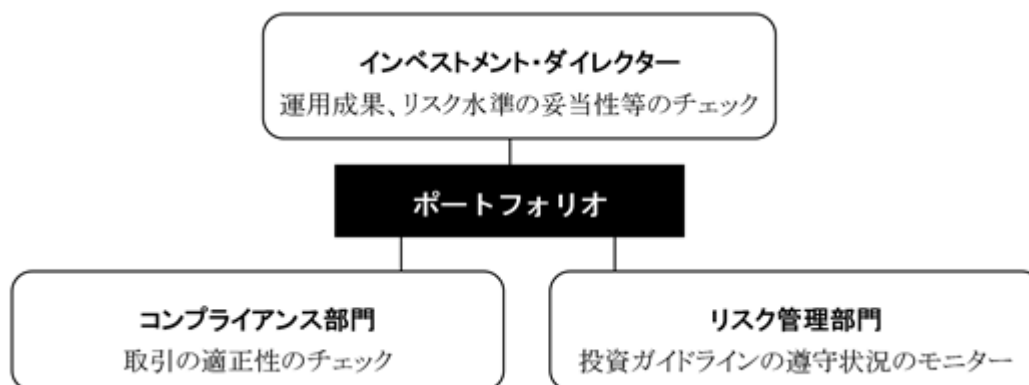 インベストメント・ダイレクター
運用成果、リスク水準の妥当性等のチェック
ポートフォリオ
コンプライアンス部門
取引の適正性のチェック
リスク管理部門
投資ガイドラインの遵守状況のモニター